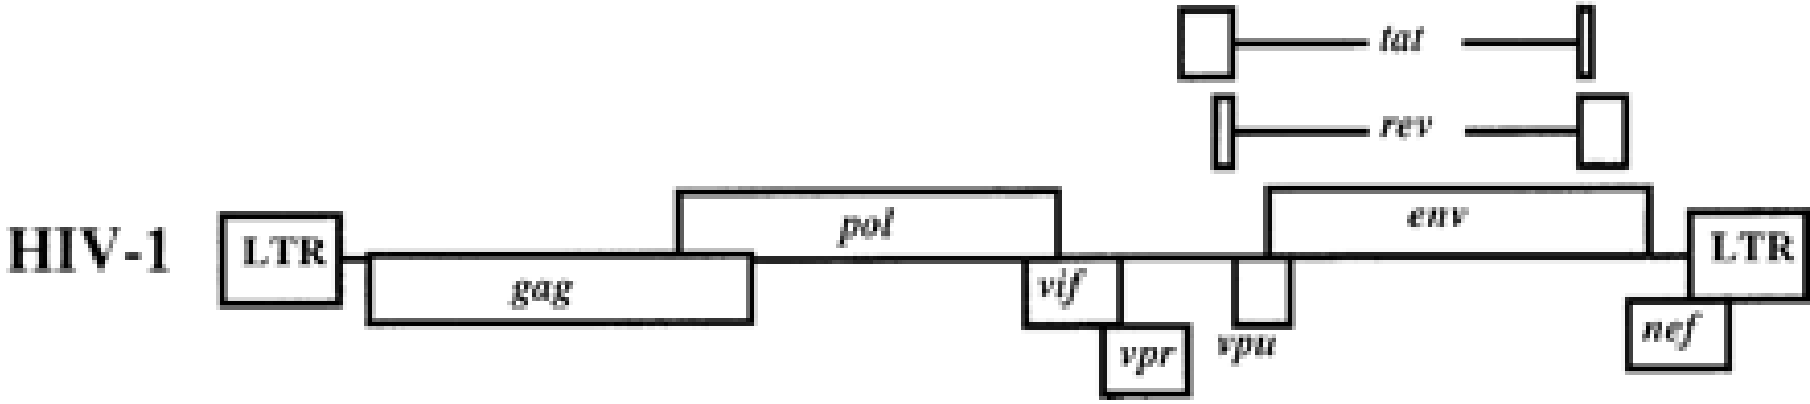 tat
rev
pol
env
HIV-1
LTR
LTR
gag
vif
nef
vpr
vpu